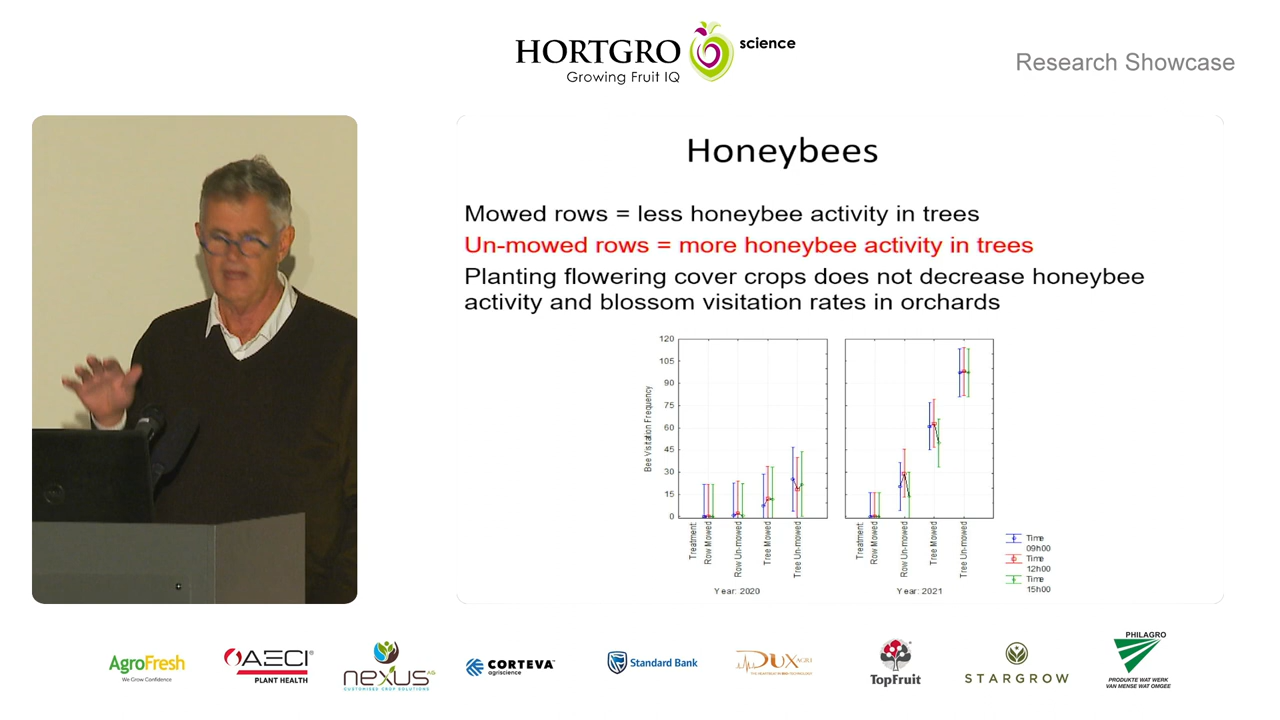 HORTGRO science
Growing Fruit IQ
Research Showcase
Honeybees
Mowed rows = less honeybee activity in trees
Un-mowed rows = more honeybee activity in trees
Planting flowering cover crops does not decrease honeybee
activity and blossom visitation rates in orchards
Bee Visitation Frequency
120
105
90
75
60
45
30
15
0
Treatment:
Row Mowed
Row Un-mowed
Tree Mowed
Tree Un-mowed
Year: 2020
Treatment:
Row Mowed
Row Un-mowed
Tree Mowed
Tree Un-mowed
Year: 2021
Time
09h00
Time
12h00
Time
15h00
AgroFresh
We Grow Confidence
AECI
PLANT HEALTH
nexus AG
CUSTOMISED CROP SOLUTIONS
CORTEVA
agriscience
Standard Bank
DUX AGRI
TopFruit
STARGROW
PHILAGRO
PRODUKTE WAT WERK
VAN MENSE WAT OMGEE